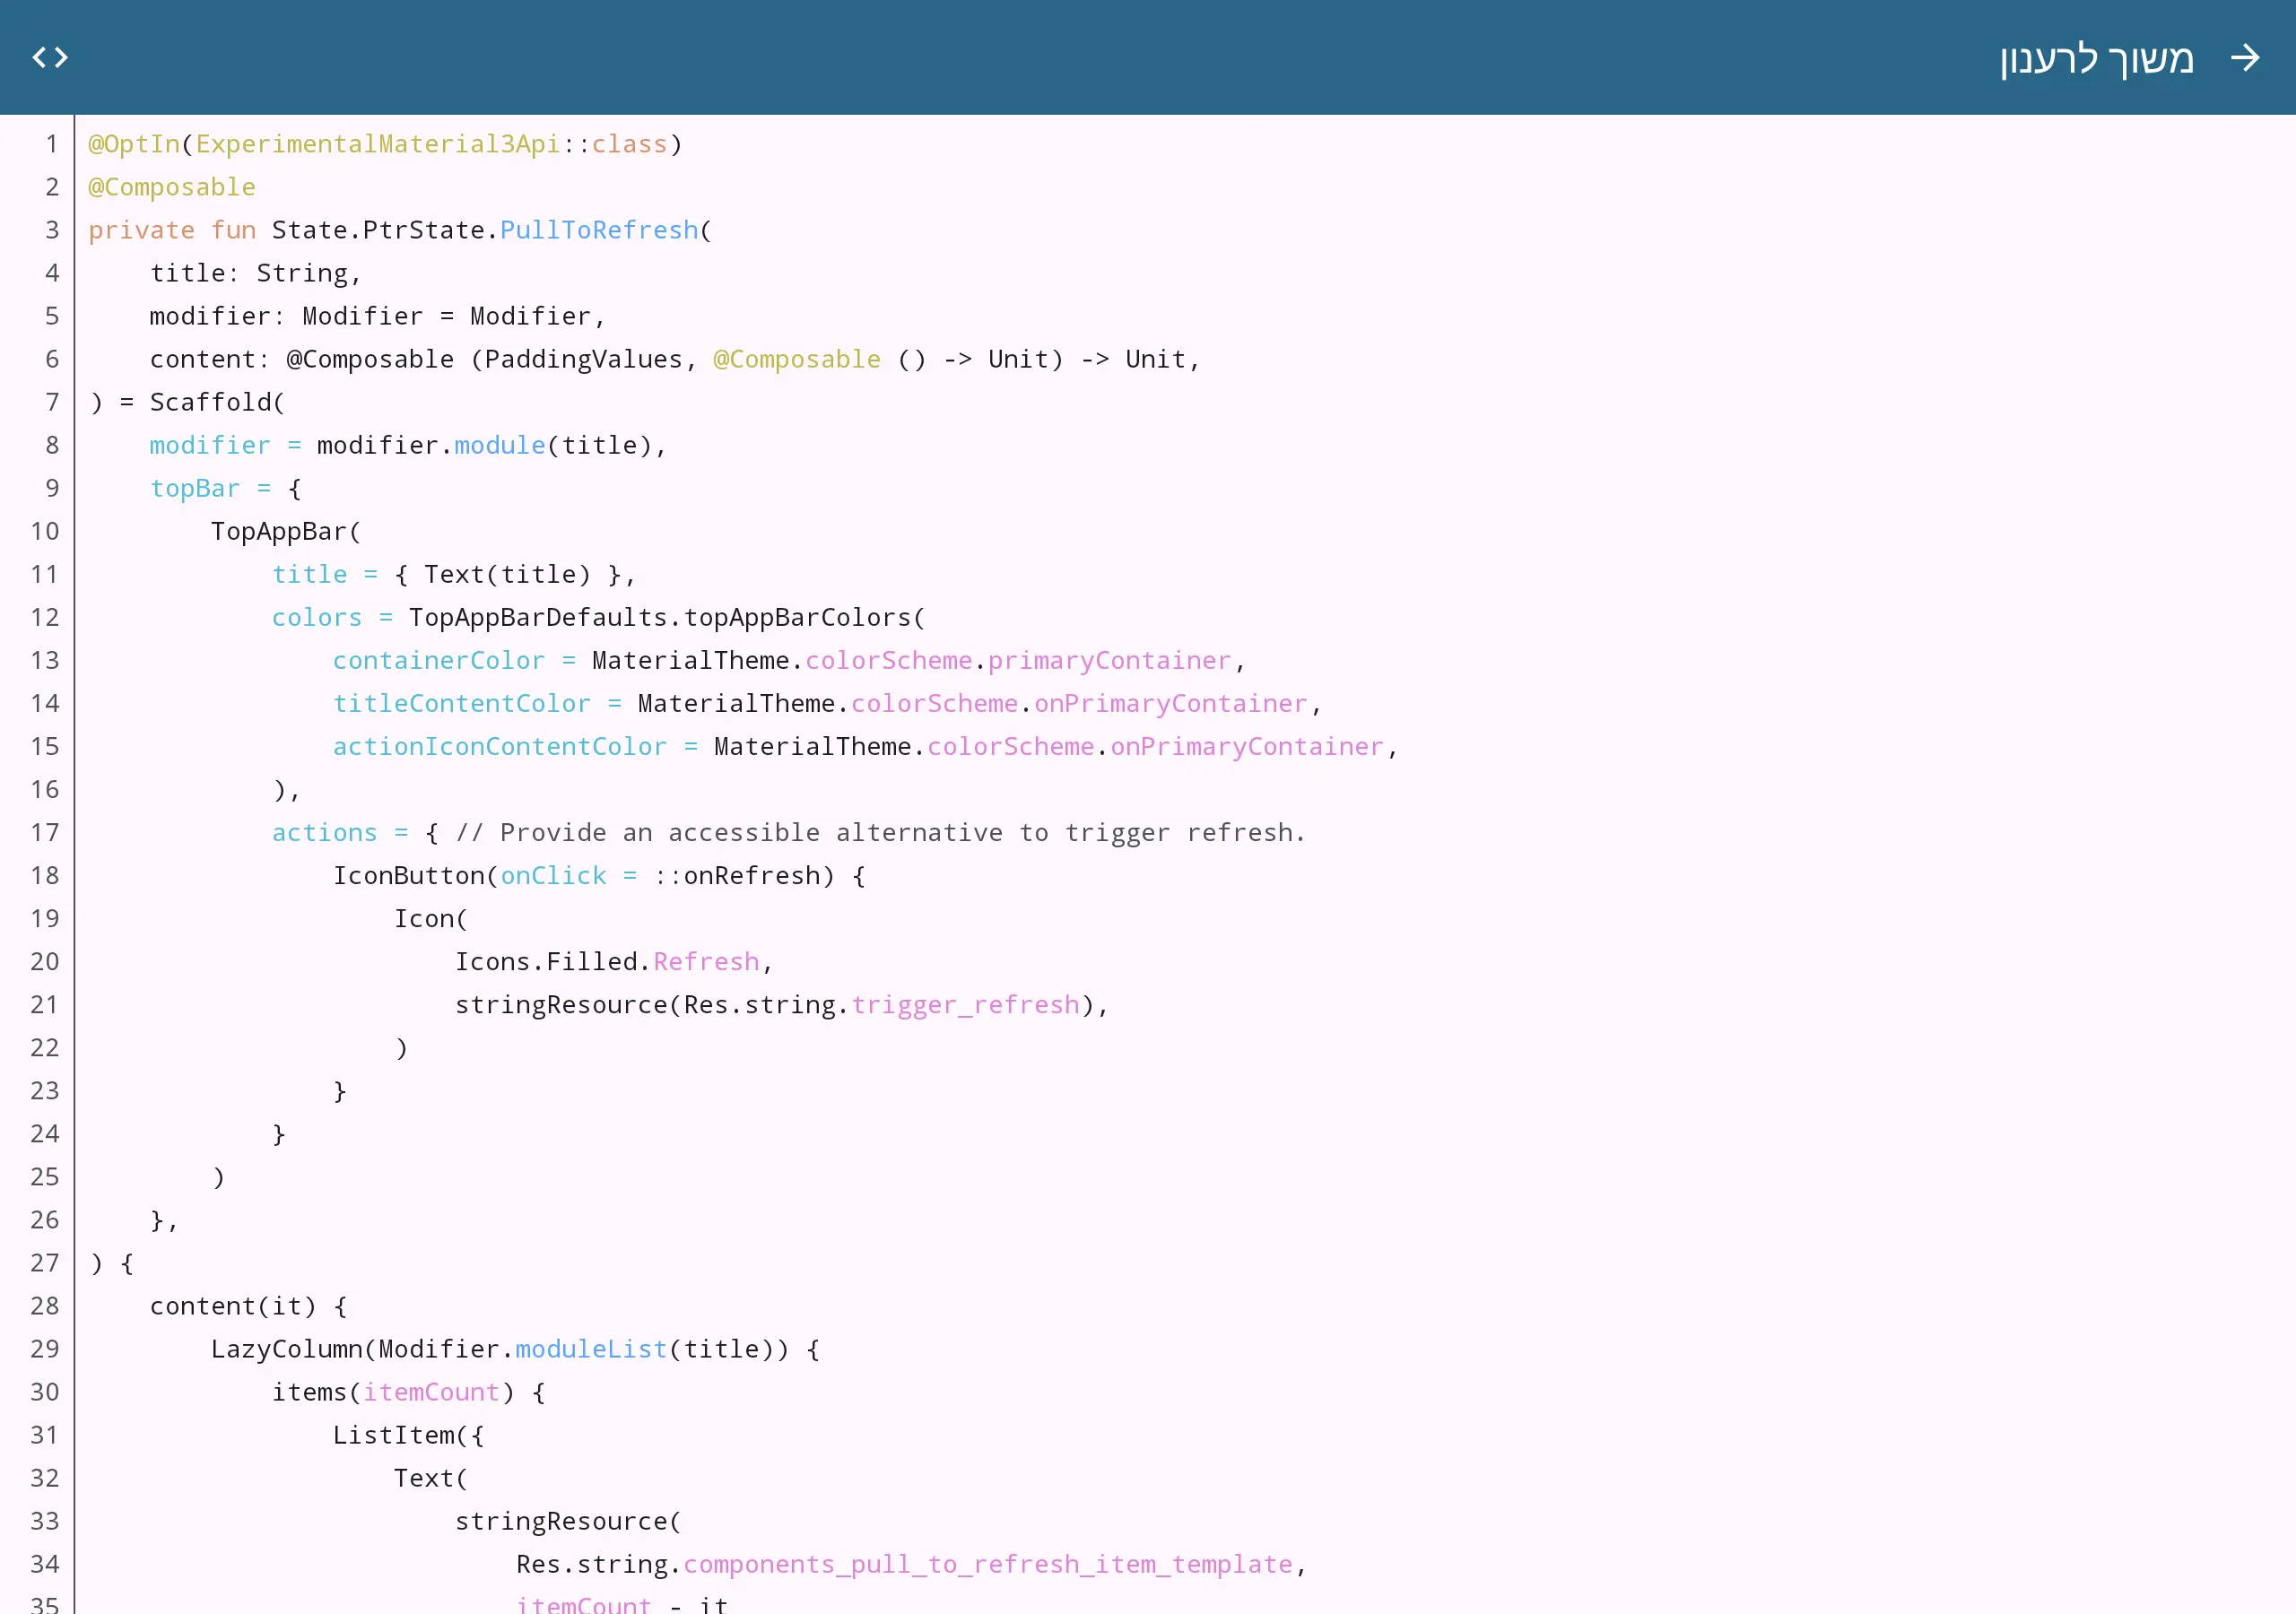 משוך לרענון
1 @OptIn(ExperimentalMaterial3Api::class)
2 @Composable
3 private fun State.PtrState.PullToRefresh(
4     title: String,
5     modifier: Modifier = Modifier,
6     content: @Composable (PaddingValues, @Composable () -> Unit) -> Unit,
7 ) = Scaffold(
8     modifier = modifier.module(title),
9     topBar = {
10         TopAppBar(
11             title = { Text(title) },
12             colors = TopAppBarDefaults.topAppBarColors(
13                 containerColor = MaterialTheme.colorScheme.primaryContainer,
14                 titleContentColor = MaterialTheme.colorScheme.onPrimaryContainer,
15                 actionIconContentColor = MaterialTheme.colorScheme.onPrimaryContainer,
16             ),
17             actions = { // Provide an accessible alternative to trigger refresh.
18                 IconButton(onClick = ::onRefresh) {
19                     Icon(
20                         Icons.Filled.Refresh,
21                         stringResource(Res.string.trigger_refresh),
22                     )
23                 }
24             }
25         )
26     },
27 ) {
28     content(it) {
29         LazyColumn(Modifier.moduleList(title)) {
30             items(itemCount) {
31                 ListItem({
32                     Text(
33                         stringResource(
34                             Res.string.components_pull_to_refresh_item_template,
35                             itemCount - it